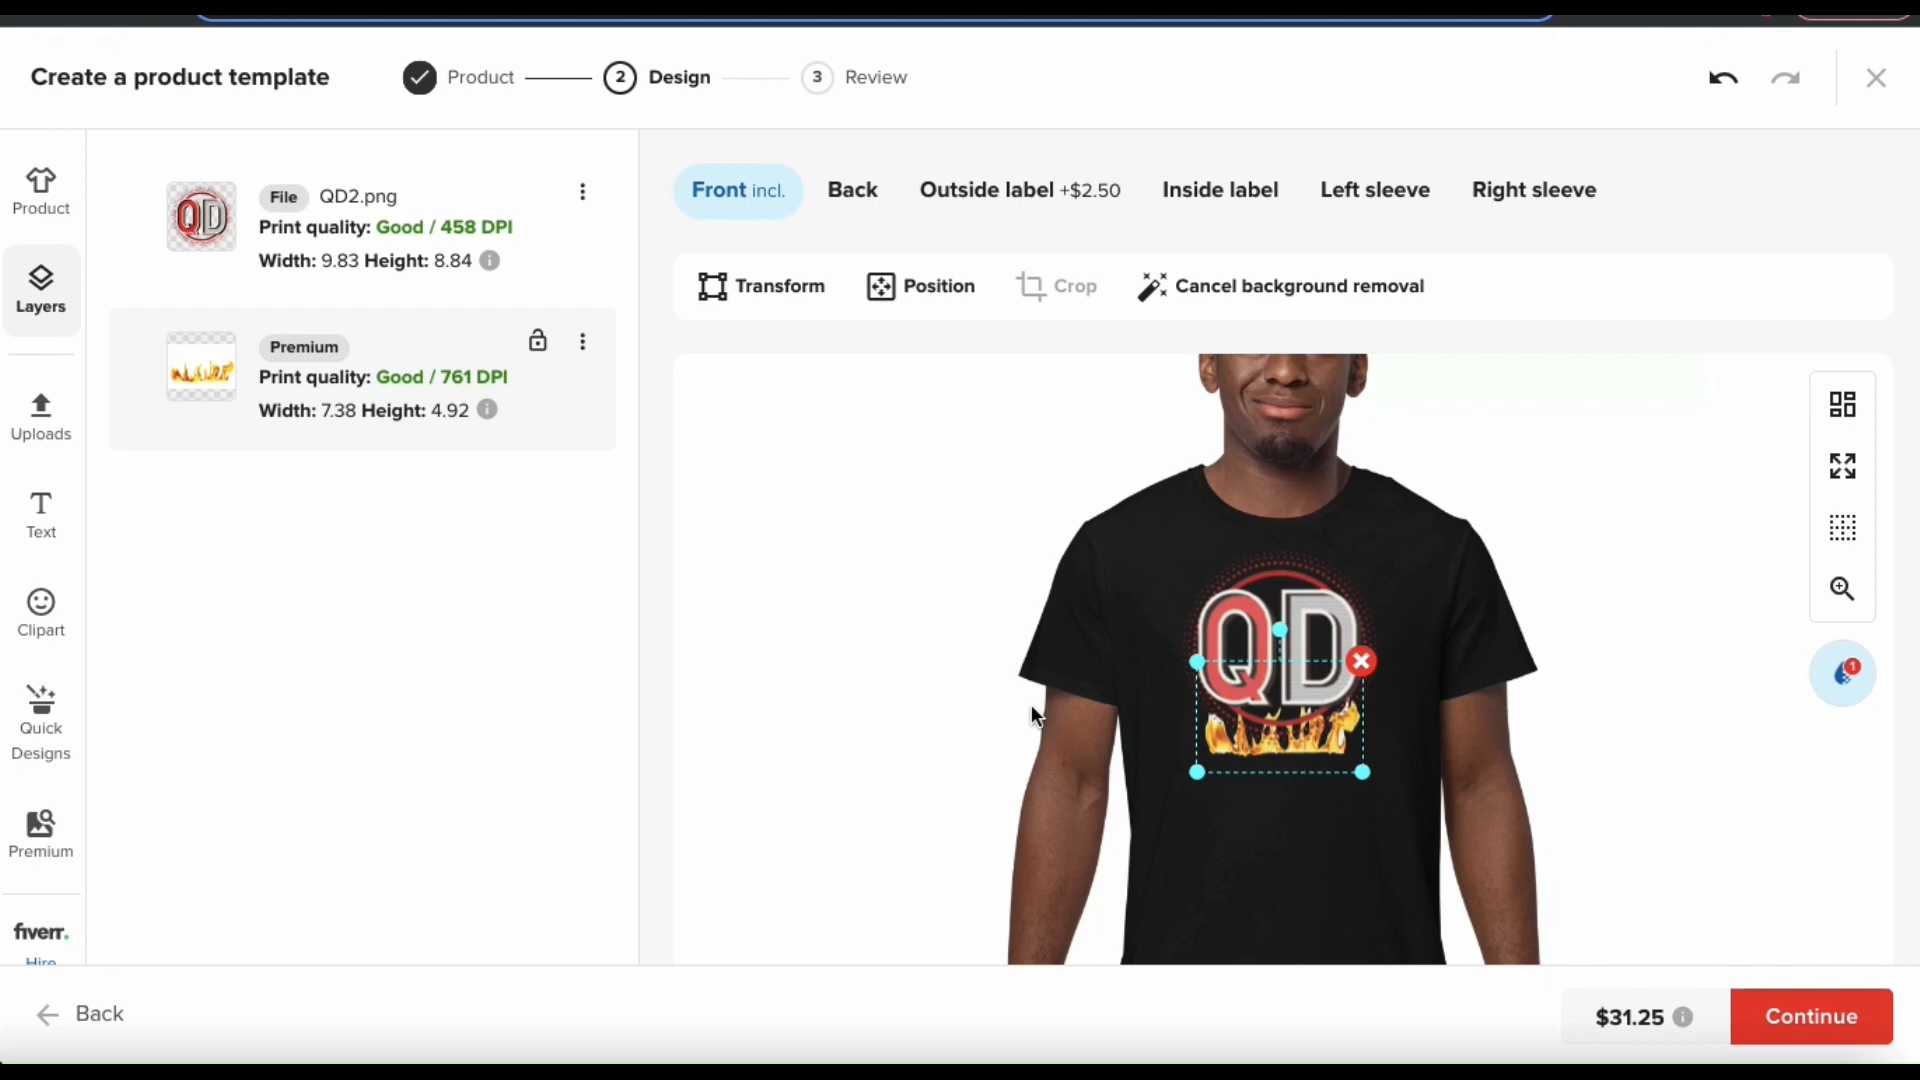 Create a product template
Product
2 Design
3 Review
Product
Layers
Uploads
Text
Clipart
Quick
Designs
Premium
fiverr.
Hire
File QD2.png
Print quality: Good / 458 DPI
Width: 9.83 Height: 8.84
Premium
Print quality: Good / 761 DPI
Width: 7.38 Height: 4.92
Front incl. Back Outside label +$2.50 Inside label Left sleeve Right sleeve
Transform Position Crop Cancel background removal
QD
QD
1
Back
$31.25
Continue